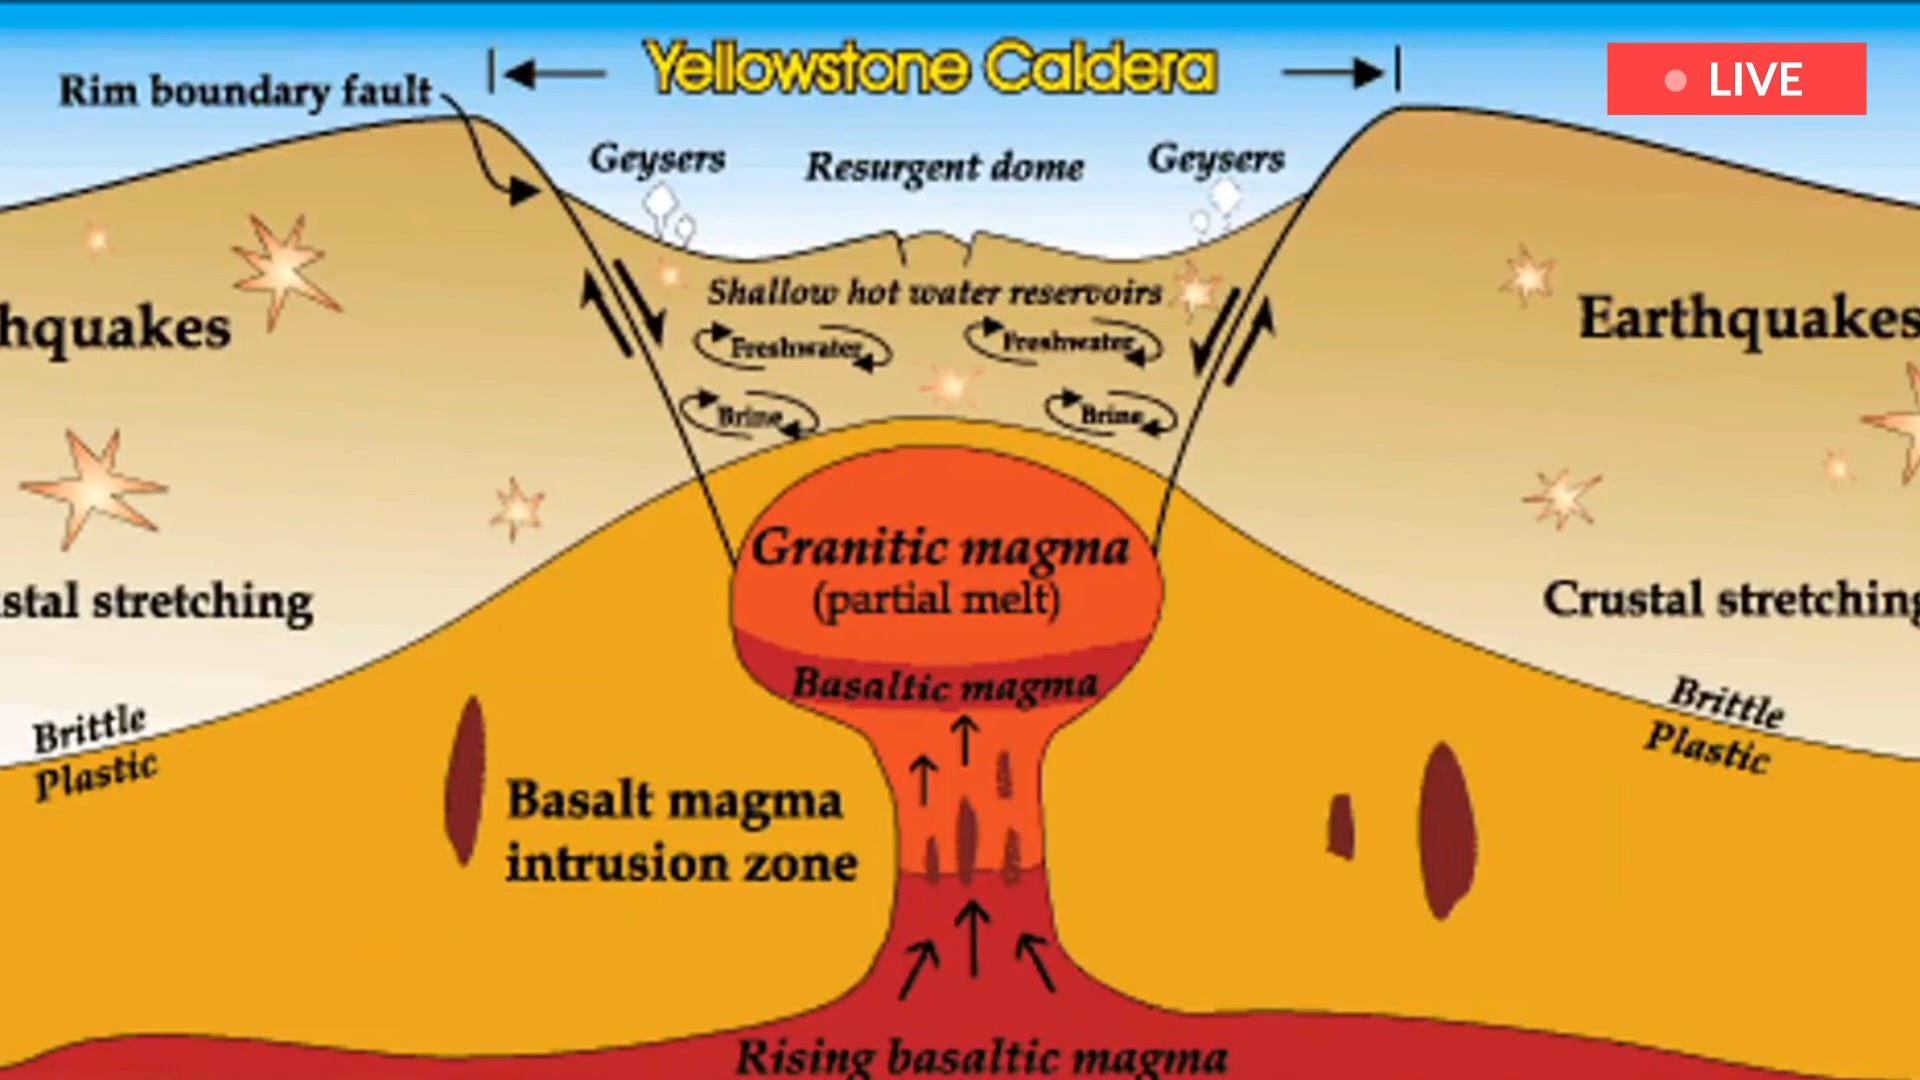 Yellowstone Caldera
LIVE
Rim boundary fault
Geysers
Resurgent dome
Geysers
Shallow hot water reservoirs
hquakes
Earthquakes
Freshwater
Freshwater
Brine
Brine
Granitic magma
(partial melt)
stal stretching
Crustal stretching
Basaltic magma
Brittle
Plastic
Brittle
Plastic
Basalt magma
intrusion zone
Rising basaltic magma